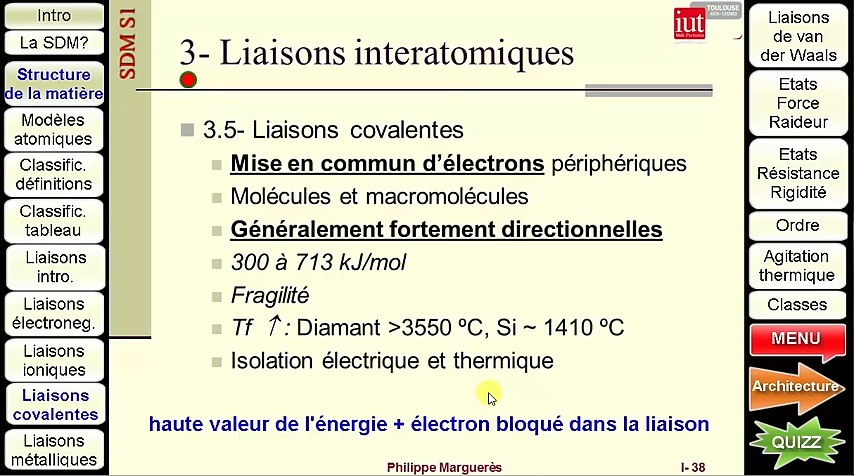 Intro
La SDM?
Structure
de la matière
Modèles
atomiques
Classific.
définitions
Classific.
tableau
Liaisons
intro.
Liaisons
électroneg.
Liaisons
ioniques
Liaisons
covalentes
Liaisons
métalliques
SDM S1
3- Liaisons interatomiques
iut
TOULOUSE
3.5- Liaisons covalentes
Mise en commun d'électrons périphériques
Molécules et macromolécules
Généralement fortement directionnelles
300 à 713 kJ/mol
Fragilité
Tf ↑ : Diamant >3550 ºC, Si ~ 1410 ºC
Isolation électrique et thermique
haute valeur de l'énergie + électron bloqué dans la liaison
Philippe Marguerès
I- 38
Liaisons
de van
der Waals
Etats
Force
Raideur
Etats
Résistance
Rigidité
Ordre
Agitation
thermique
Classes
MENU
Architecture
QUIZZ